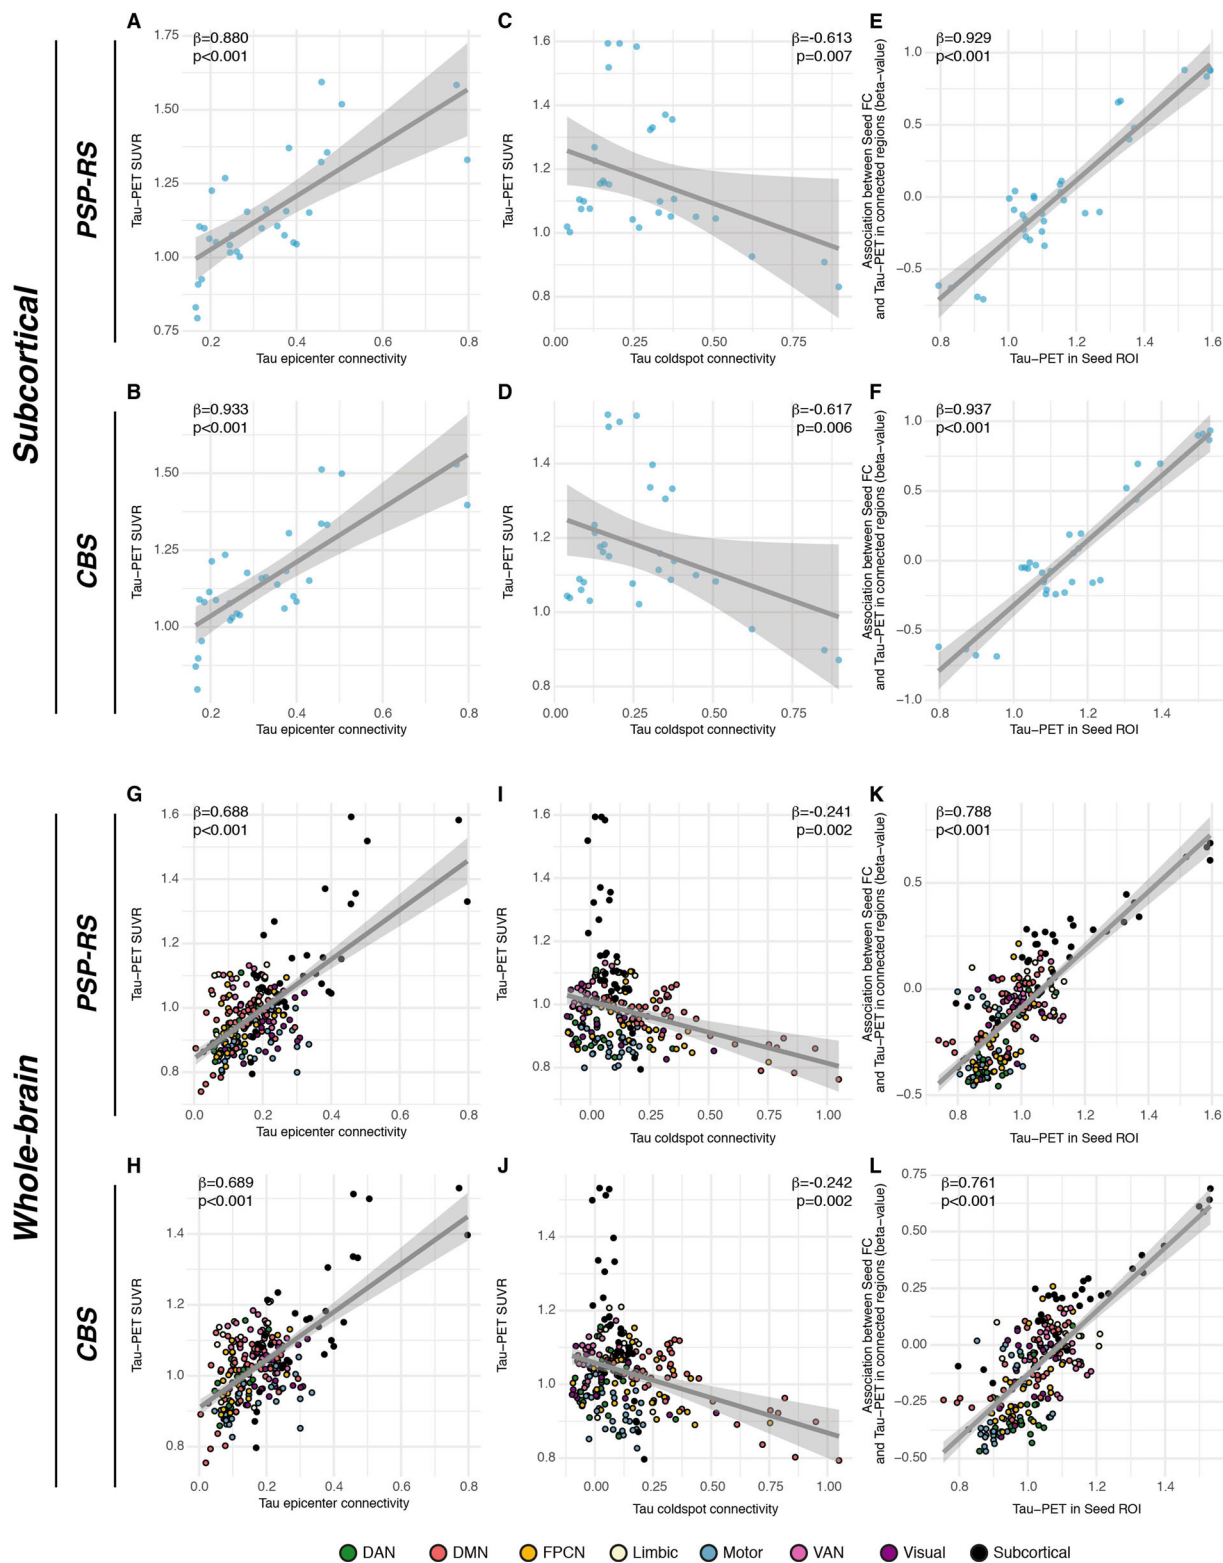 Subcortical
PSP-RS
A
β=0.880
p<0.001
Tau−PET SUVR
1.75
1.50
1.25
1.00
0.75
0.2 0.4 0.6 0.8
Tau epicenter connectivity
C
β=-0.613
p=0.007
Tau−PET SUVR
1.6
1.4
1.2
1.0
0.8
0.00 0.25 0.50 0.75
Tau coldspot connectivity
E
β=0.929
p<0.001
Association between Seed FC
and Tau−PET in connected regions (beta−value)
1.0
0.5
0.0
−0.5
0.8 1.0 1.2 1.4 1.6
Tau−PET in Seed ROI
CBS
B
β=0.933
p<0.001
Tau−PET SUVR
1.50
1.25
1.00
0.2 0.4 0.6 0.8
Tau epicenter connectivity
D
β=-0.617
p=0.006
Tau−PET SUVR
1.4
1.2
1.0
0.8
0.00 0.25 0.50 0.75
Tau coldspot connectivity
F
β=0.937
p<0.001
Association between Seed FC
and Tau−PET in connected regions (beta−value)
1.0
0.5
0.0
−0.5
−1.0
0.8 1.0 1.2 1.4
Tau−PET in Seed ROI
Whole-brain
PSP-RS
G
β=0.688
p<0.001
Tau−PET SUVR
1.6
1.4
1.2
1.0
0.8
0.0 0.2 0.4 0.6 0.8
Tau epicenter connectivity
I
β=-0.241
p=0.002
Tau−PET SUVR
1.6
1.4
1.2
1.0
0.8
0.00 0.25 0.50 0.75 1.00
Tau coldspot connectivity
K
β=0.788
p<0.001
Association between Seed FC
and Tau−PET in connected regions (beta−value)
0.5
0.0
−0.5
0.8 1.0 1.2 1.4 1.6
Tau−PET in Seed ROI
CBS
H
β=0.689
p<0.001
Tau−PET SUVR
1.4
1.2
1.0
0.8
0.0 0.2 0.4 0.6 0.8
Tau epicenter connectivity
J
β=-0.242
p=0.002
Tau−PET SUVR
1.4
1.2
1.0
0.8
0.00 0.25 0.50 0.75 1.00
Tau coldspot connectivity
L
β=0.761
p<0.001
Association between Seed FC
and Tau−PET in connected regions (beta−value)
0.75
0.50
0.25
0.00
−0.25
−0.50
0.8 1.0 1.2 1.4
Tau−PET in Seed ROI
DAN DMN FPCN Limbic Motor VAN Visual Subcortical